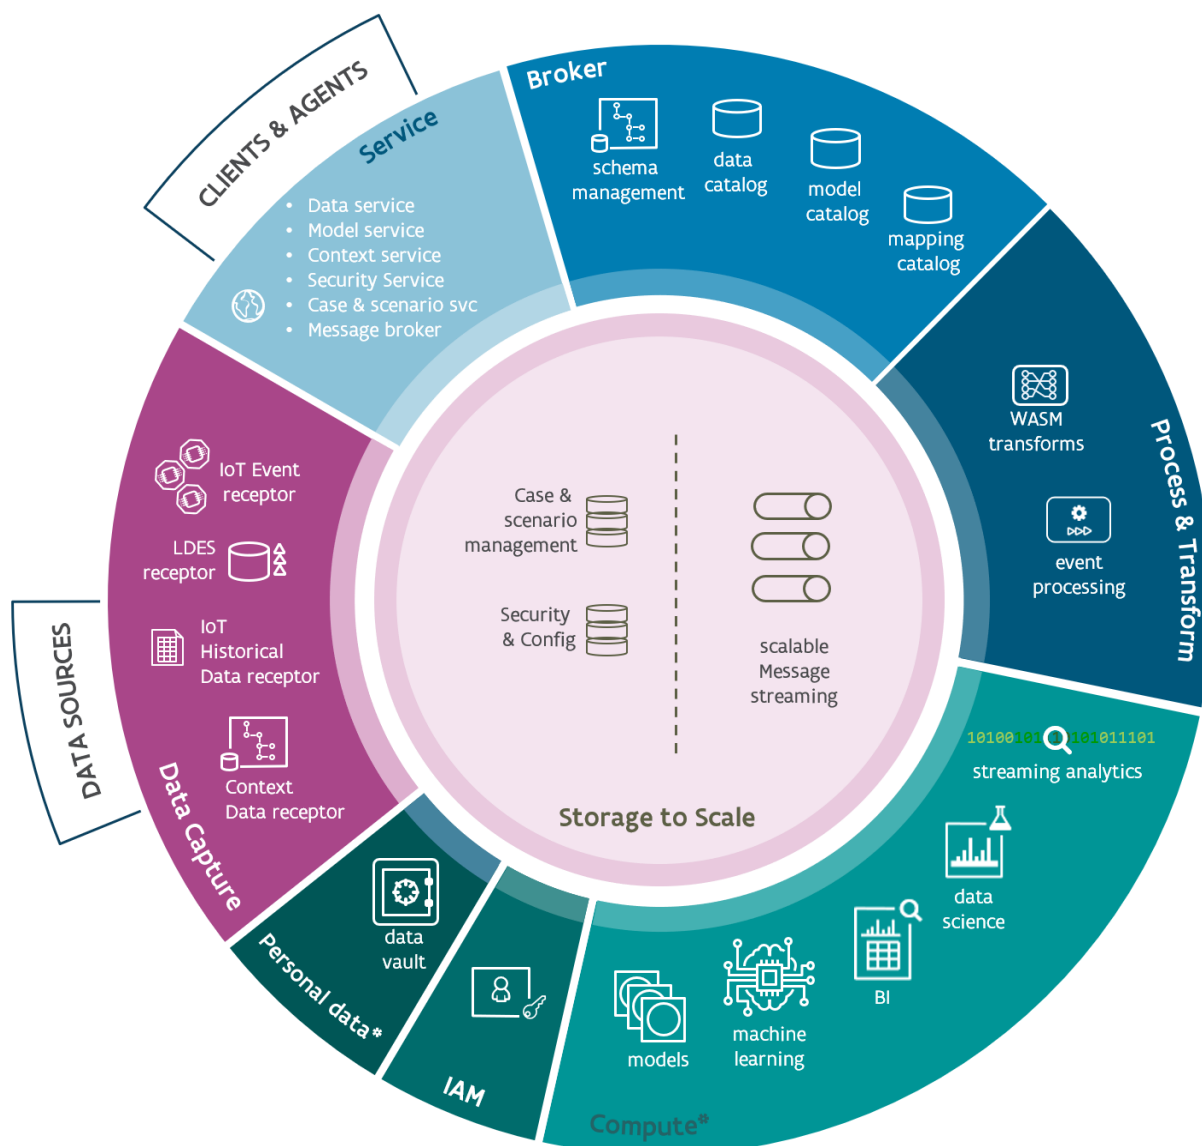 CLIENTS & AGENTS
Service
• Data service
• Model service
• Context service
• Security Service
• Case & scenario svc
• Message broker
Broker
schema
management
data
catalog
model
catalog
mapping
catalog
Process & Transform
WASM
transforms
event
processing
10100101110101011101
streaming analytics
data
science
BI
machine
learning
models
Compute*
IAM
Personal data*
data
vault
DATA SOURCES
Data Capture
IoT Event
receptor
LDES
receptor
IoT
Historical
Data receptor
Context
Data receptor
Case &
scenario
management
Security
& Config
scalable
Message
streaming
Storage to Scale